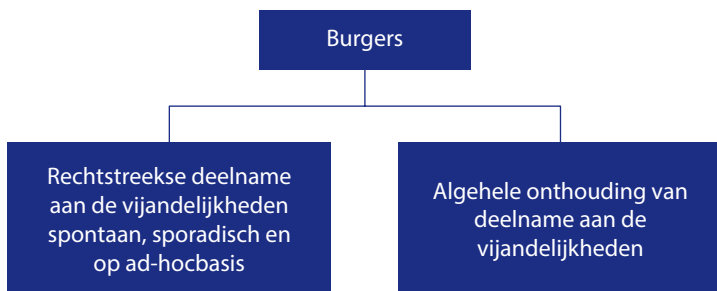 Burgers
Rechtstreekse deelname
aan de vijandelijkheden
spontaan, sporadisch en
op ad-hocbasis
Algehele onthouding van
deelname aan de
vijandelijkheden